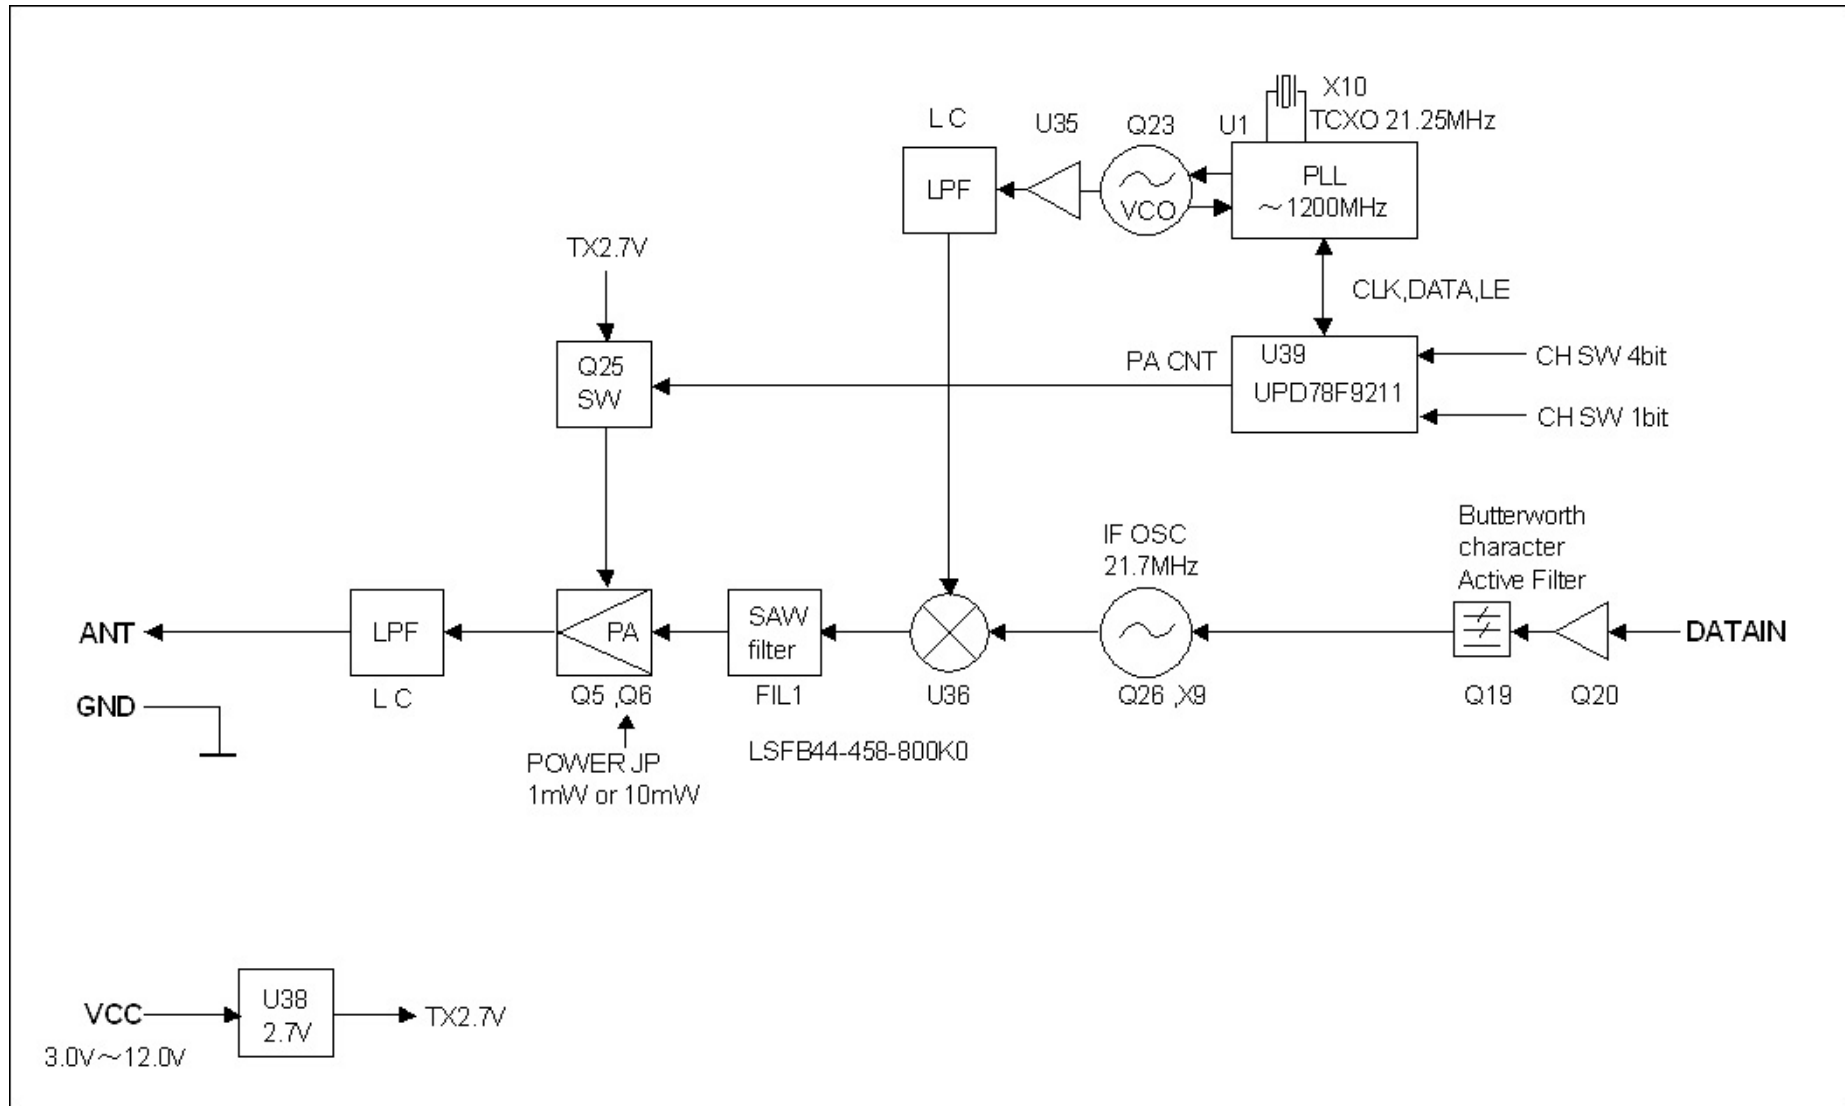 X10
TCXO 21.25MHz
L C
U35
Q23
U1
LPF
VCO
PLL
~1200MHz
TX2.7V
CLK,DATA,LE
Q25
SW
PA CNT
U39
UPD78F9211
CH SW 4bit
CH SW 1bit
Butterworth
character
Active Filter
IF OSC
21.7MHz
ANT
LPF
PA
SAW
filter
DATAIN
GND
L C
Q5 ,Q6
FIL1
U36
Q26 ,X9
Q19
Q20
LSFB44-458-800K0
POWER JP
1mW or 10mW
VCC
3.0V~12.0V
U38
2.7V
TX2.7V